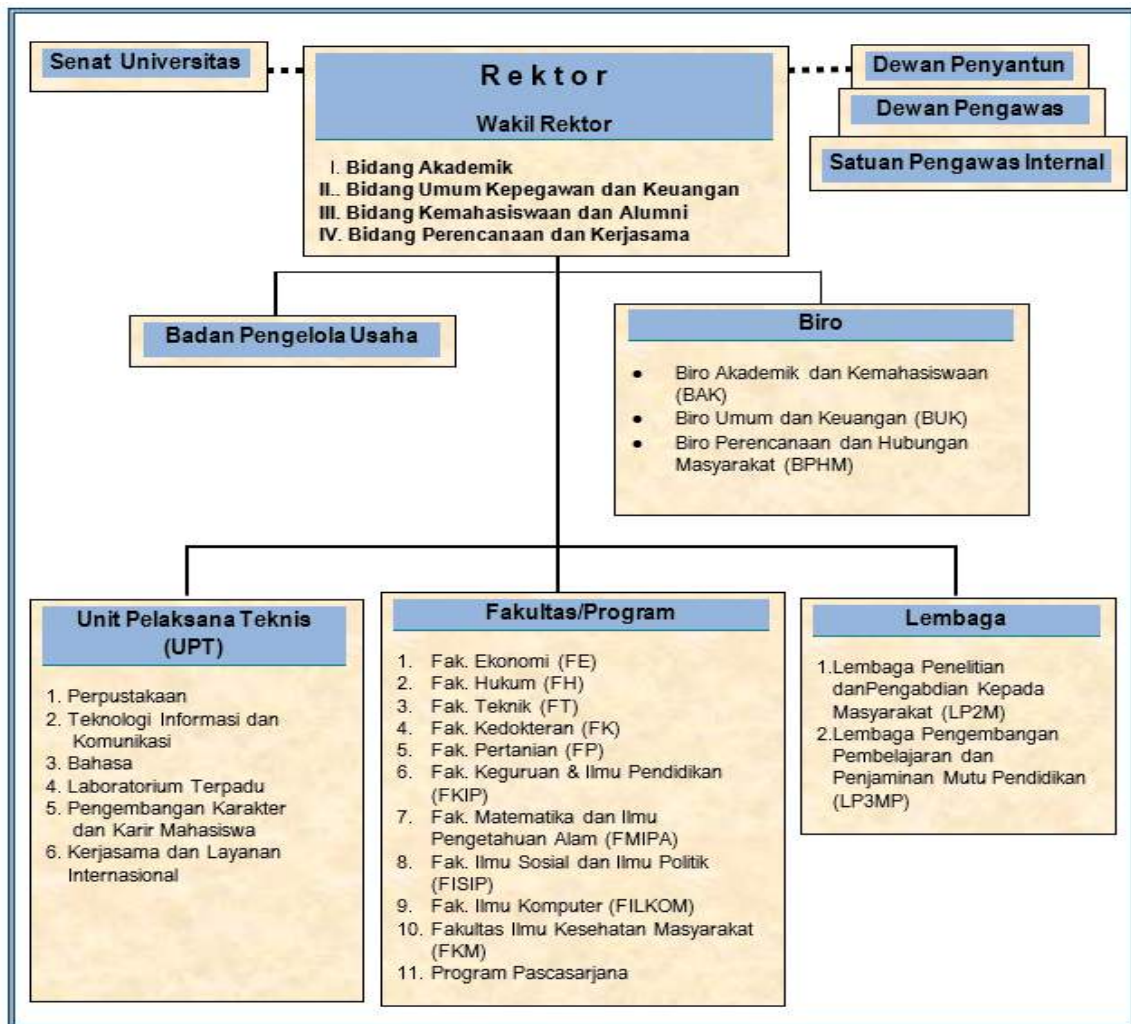 Senat Universitas
Rektor
Wakil Rektor
I. Bidang Akademik
II.. Bidang Umum Kepegawan dan Keuangan
III. Bidang Kemahasiswaan dan Alumni
IV. Bidang Perencanaan dan Kerjasama
Dewan Penyantun
Dewan Pengawas
Satuan Pengawas Internal
Badan Pengelola Usaha
Biro
● Biro Akademik dan Kemahasiswaan
(BAK)
● Biro Umum dan Keuangan (BUK)
● Biro Perencanaan dan Hubungan
Masyarakat (BPHM)
Unit Pelaksana Teknis
(UPT)
1. Perpustakaan
2. Teknologi Informasi dan
Komunikasi
3. Bahasa
4. Laboratorium Terpadu
5. Pengembangan Karakter
dan Karir Mahasiswa
6. Kerjasama dan Layanan
Internasional
Fakultas/Program
1. Fak. Ekonomi (FE)
2. Fak. Hukum (FH)
3. Fak. Teknik (FT)
4. Fak. Kedokteran (FK)
5. Fak. Pertanian (FP)
6. Fak. Keguruan & Ilmu Pendidikan
(FKIP)
7. Fak. Matematika dan Ilmu
Pengetahuan Alam (FMIPA)
8. Fak. Ilmu Sosial dan Ilmu Politik
(FISIP)
9. Fak. Ilmu Komputer (FILKOM)
10. Fakultas Ilmu Kesehatan Masyarakat
(FKM)
11. Program Pascasarjana
Lembaga
1.Lembaga Penelitian
danPengabdian Kepada
Masyarakat (LP2M)
2.Lembaga Pengembangan
Pembelajaran dan
Penjaminan Mutu Pendidikan
(LP3MP)